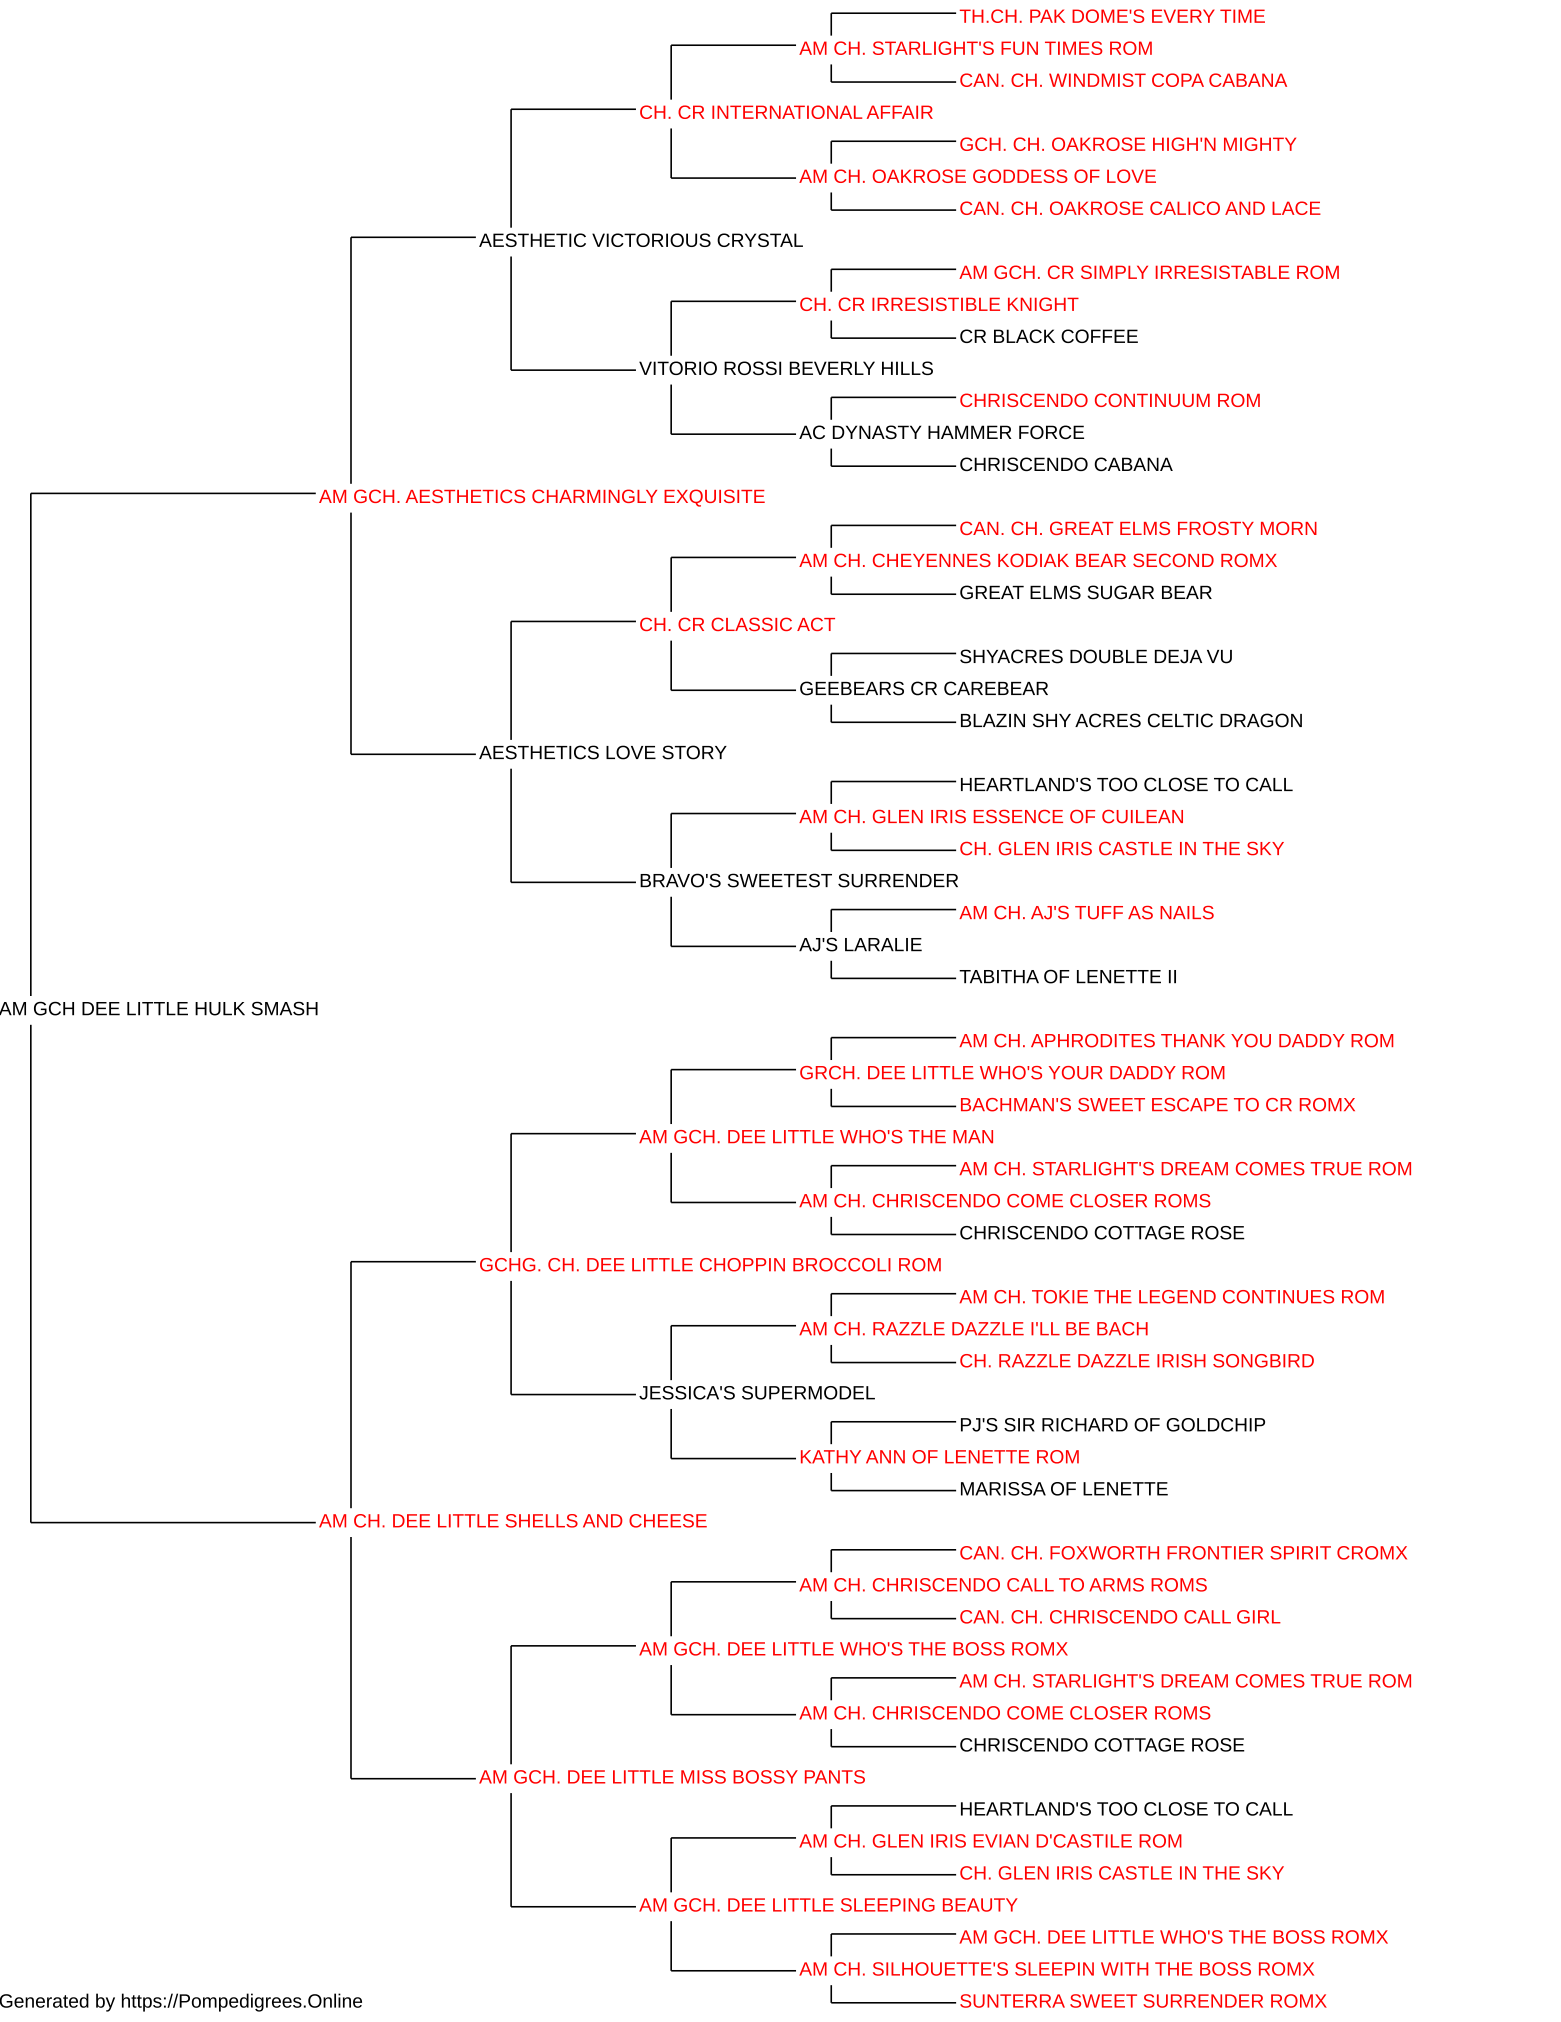 TH.CH. PAK DOME'S EVERY TIME
AM CH. STARLIGHT'S FUN TIMES ROM
CAN. CH. WINDMIST COPA CABANA
CH. CR INTERNATIONAL AFFAIR
GCH. CH. OAKROSE HIGH'N MIGHTY
AM CH. OAKROSE GODDESS OF LOVE
CAN. CH. OAKROSE CALICO AND LACE
AESTHETIC VICTORIOUS CRYSTAL
AM GCH. CR SIMPLY IRRESISTABLE ROM
CH. CR IRRESISTIBLE KNIGHT
CR BLACK COFFEE
VITORIO ROSSI BEVERLY HILLS
CHRISCENDO CONTINUUM ROM
AC DYNASTY HAMMER FORCE
CHRISCENDO CABANA
AM GCH. AESTHETICS CHARMINGLY EXQUISITE
CAN. CH. GREAT ELMS FROSTY MORN
AM CH. CHEYENNES KODIAK BEAR SECOND ROMX
GREAT ELMS SUGAR BEAR
CH. CR CLASSIC ACT
SHYACRES DOUBLE DEJA VU
GEEBEARS CR CAREBEAR
BLAZIN SHY ACRES CELTIC DRAGON
AESTHETICS LOVE STORY
HEARTLAND'S TOO CLOSE TO CALL
AM CH. GLEN IRIS ESSENCE OF CUILEAN
CH. GLEN IRIS CASTLE IN THE SKY
BRAVO'S SWEETEST SURRENDER
AM CH. AJ'S TUFF AS NAILS
AJ'S LARALIE
TABITHA OF LENETTE II
AM GCH DEE LITTLE HULK SMASH
AM CH. APHRODITES THANK YOU DADDY ROM
GRCH. DEE LITTLE WHO'S YOUR DADDY ROM
BACHMAN'S SWEET ESCAPE TO CR ROMX
AM GCH. DEE LITTLE WHO'S THE MAN
AM CH. STARLIGHT'S DREAM COMES TRUE ROM
AM CH. CHRISCENDO COME CLOSER ROMS
CHRISCENDO COTTAGE ROSE
GCHG. CH. DEE LITTLE CHOPPIN BROCCOLI ROM
AM CH. TOKIE THE LEGEND CONTINUES ROM
AM CH. RAZZLE DAZZLE I'LL BE BACH
CH. RAZZLE DAZZLE IRISH SONGBIRD
JESSICA'S SUPERMODEL
PJ'S SIR RICHARD OF GOLDCHIP
KATHY ANN OF LENETTE ROM
MARISSA OF LENETTE
AM CH. DEE LITTLE SHELLS AND CHEESE
CAN. CH. FOXWORTH FRONTIER SPIRIT CROMX
AM CH. CHRISCENDO CALL TO ARMS ROMS
CAN. CH. CHRISCENDO CALL GIRL
AM GCH. DEE LITTLE WHO'S THE BOSS ROMX
AM CH. STARLIGHT'S DREAM COMES TRUE ROM
AM CH. CHRISCENDO COME CLOSER ROMS
CHRISCENDO COTTAGE ROSE
AM GCH. DEE LITTLE MISS BOSSY PANTS
HEARTLAND'S TOO CLOSE TO CALL
AM CH. GLEN IRIS EVIAN D'CASTILE ROM
CH. GLEN IRIS CASTLE IN THE SKY
AM GCH. DEE LITTLE SLEEPING BEAUTY
AM GCH. DEE LITTLE WHO'S THE BOSS ROMX
AM CH. SILHOUETTE'S SLEEPIN WITH THE BOSS ROMX
SUNTERRA SWEET SURRENDER ROMX
Generated by https://Pompedigrees.Online